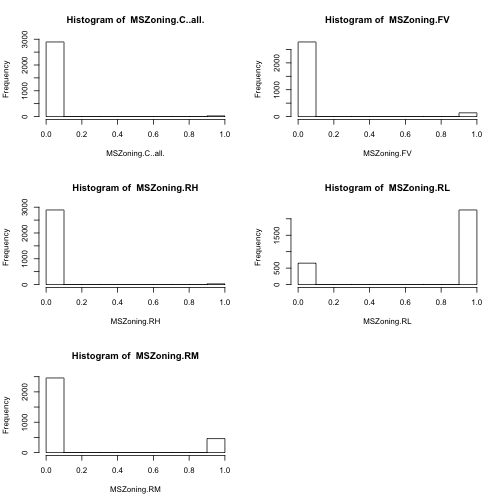 Histogram of  MSZoning.C..all.
Frequency
0 1000 3000
0.0 0.2 0.4 0.6 0.8 1.0
MSZoning.C..all.
Histogram of  MSZoning.FV
Frequency
0 1000
0.0 0.2 0.4 0.6 0.8 1.0
MSZoning.FV
Histogram of  MSZoning.RH
Frequency
0 1000 3000
0.0 0.2 0.4 0.6 0.8 1.0
MSZoning.RH
Histogram of  MSZoning.RL
Frequency
0 500 1500
0.0 0.2 0.4 0.6 0.8 1.0
MSZoning.RL
Histogram of  MSZoning.RM
Frequency
0 1000 2000
0.0 0.2 0.4 0.6 0.8 1.0
MSZoning.RM